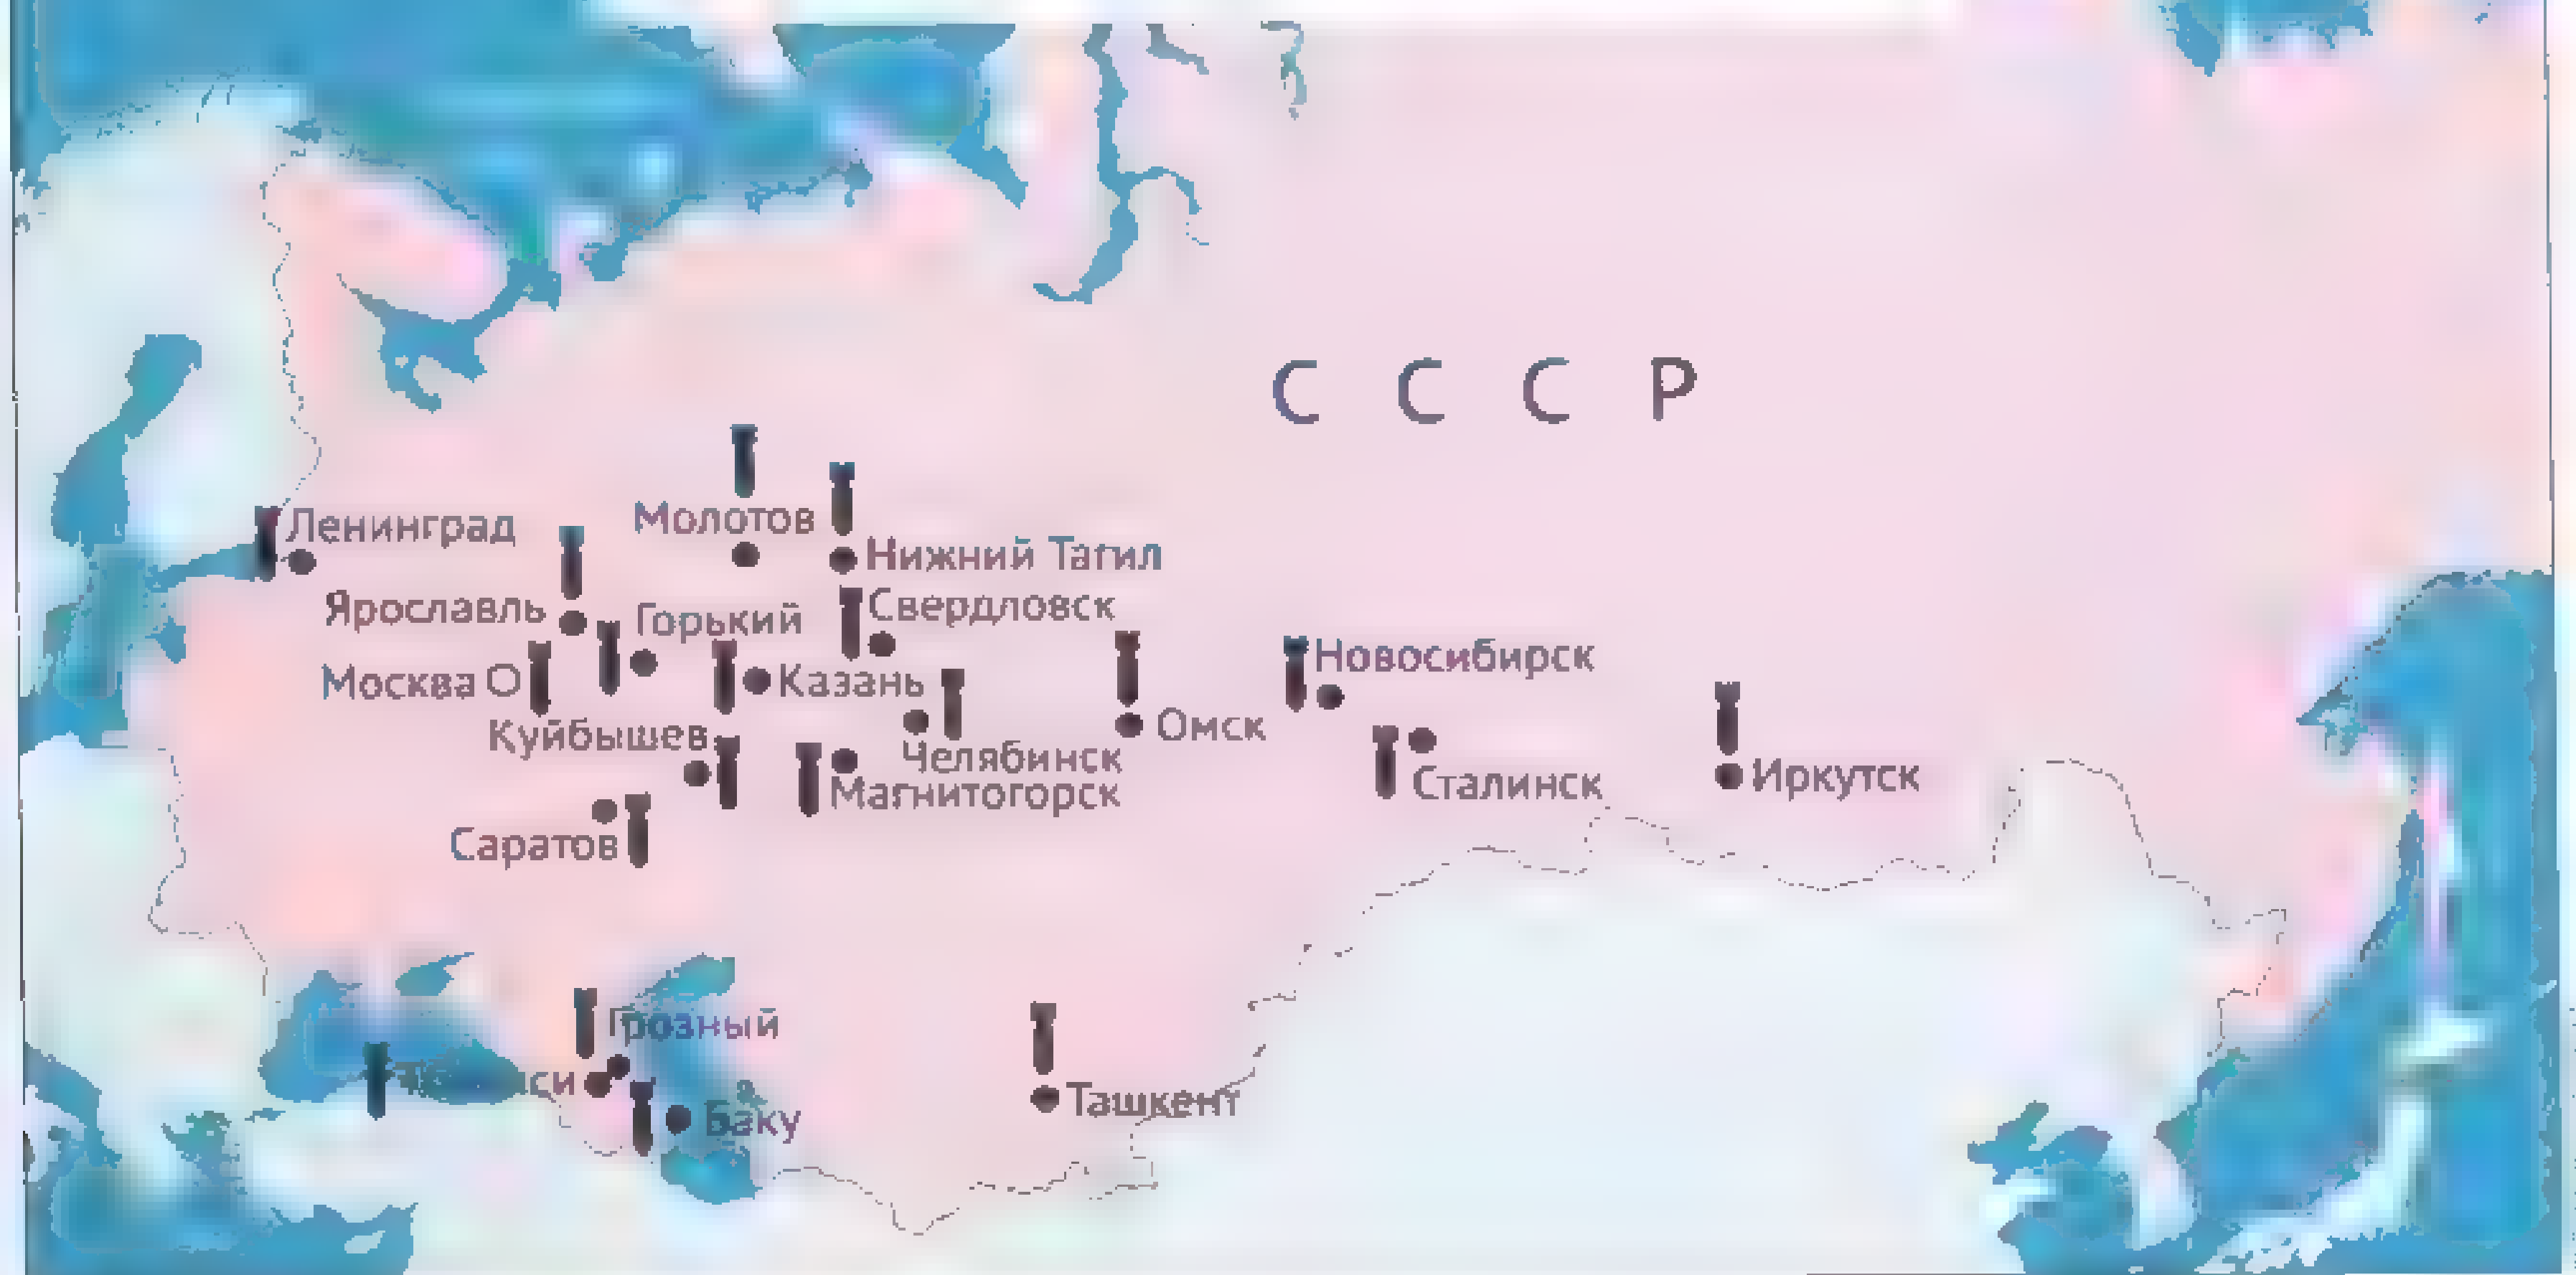 С С С Р
Ленинград
Молотов
Нижний Тагил
Ярославль
Горький
Свердловск
Москва
Казань
Новосибирск
Куйбышев
Челябинск
Омск
Магнитогорск
Сталинск
Иркутск
Саратов
Грозный
Баку
Ташкент